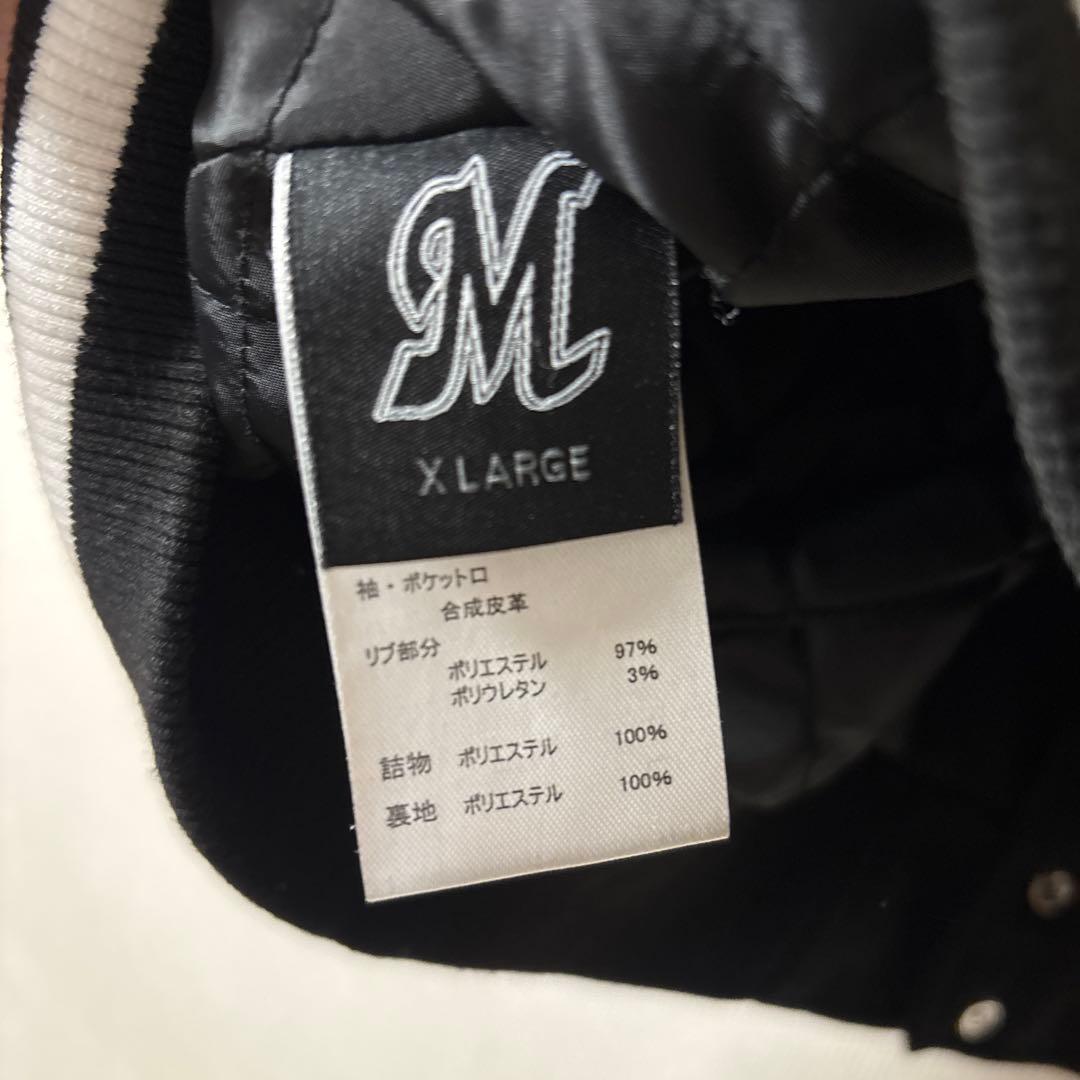 M
X LARGE
袖・ポケット口
合成皮革
リブ部分
ポリエステル 97%
ポリウレタン 3%
詰物 ポリエステル 100%
裏地 ポリエステル 100%